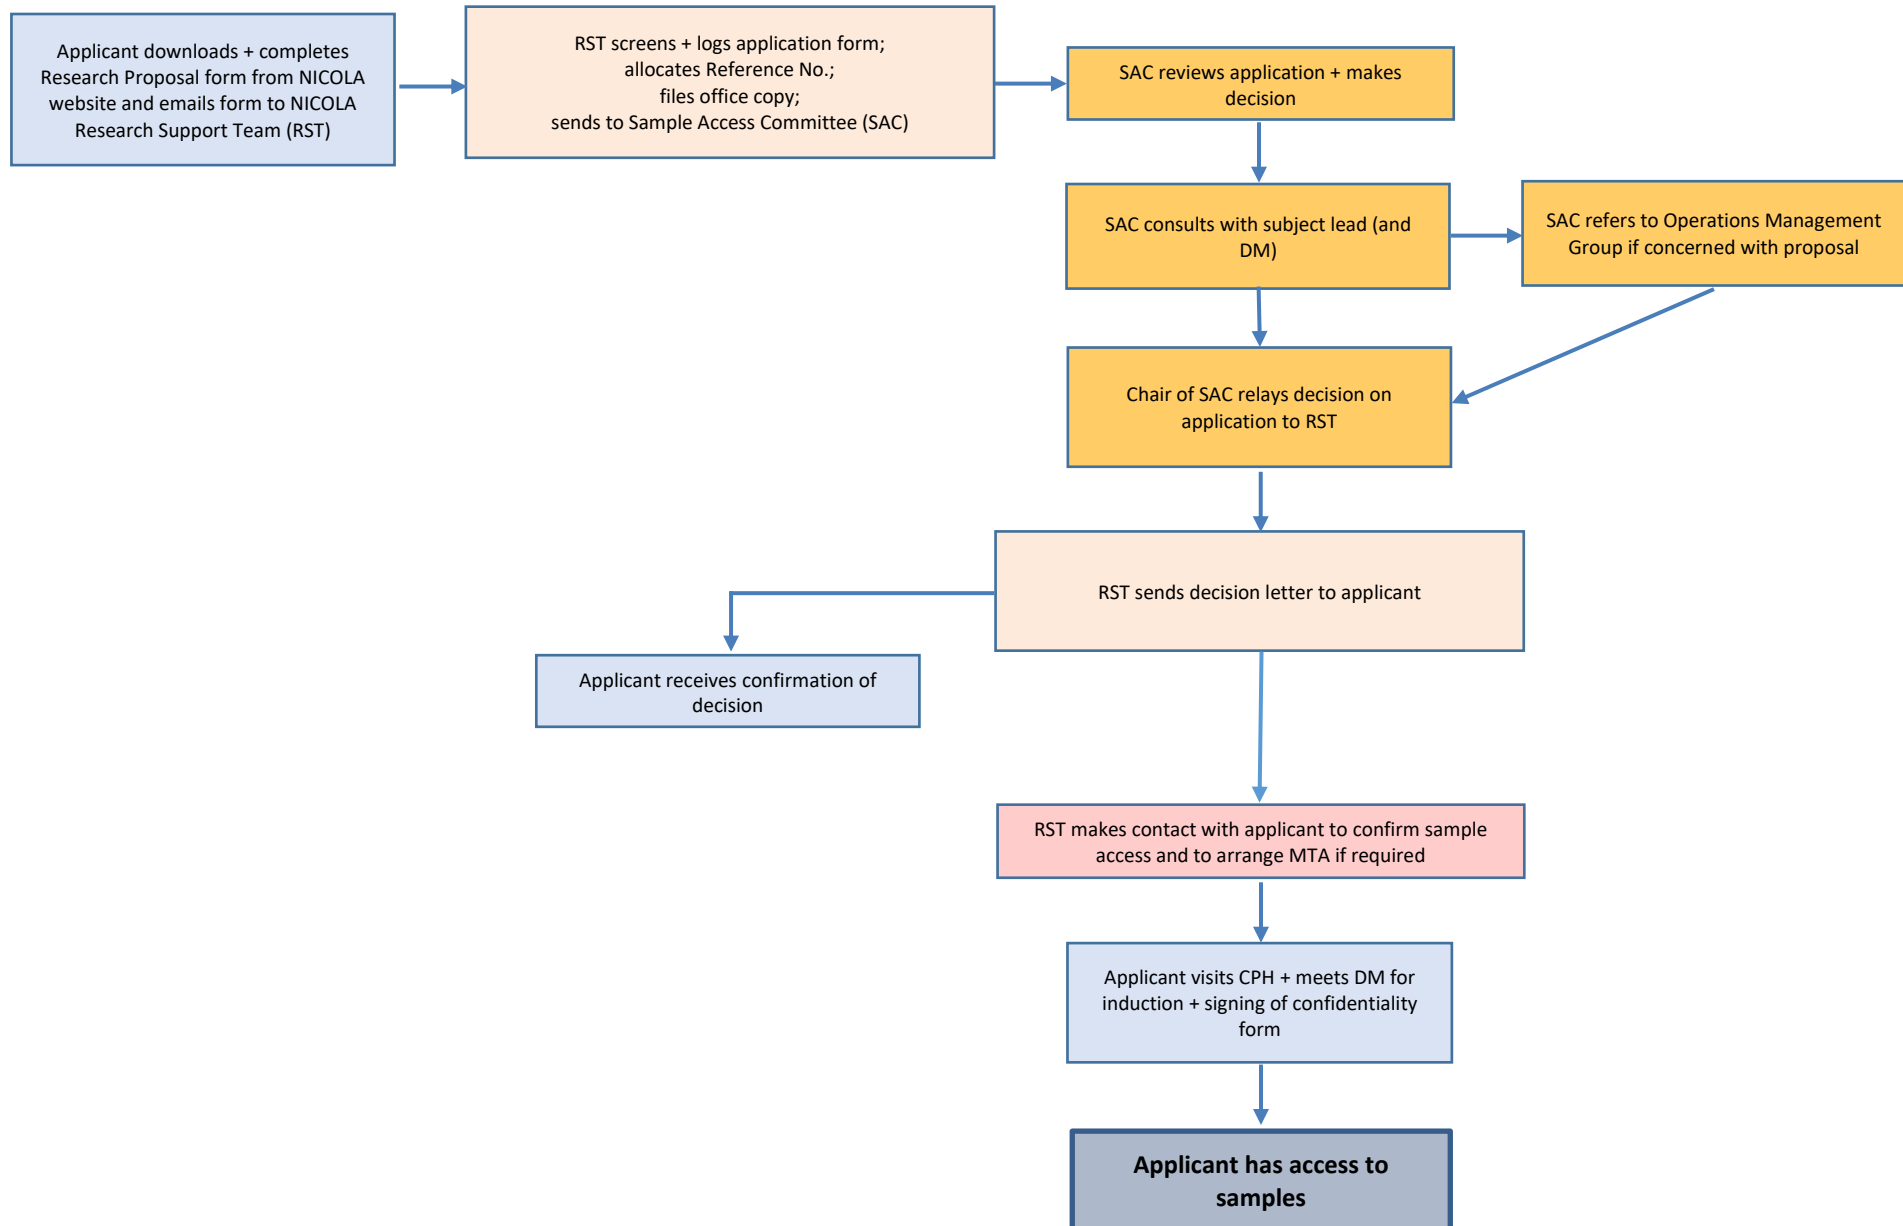 Applicant downloads + completes
Research Proposal form from NICOLA
website and emails form to NICOLA
Research Support Team (RST)
RST screens + logs application form;
allocates Reference No.;
files office copy;
sends to Sample Access Committee (SAC)
SAC reviews application + makes
decision
SAC consults with subject lead (and
DM)
SAC refers to Operations Management
Group if concerned with proposal
Chair of SAC relays decision on
application to RST
RST sends decision letter to applicant
Applicant receives confirmation of
decision
RST makes contact with applicant to confirm sample
access and to arrange MTA if required
Applicant visits CPH + meets DM for
induction + signing of confidentiality
form
Applicant has access to
samples